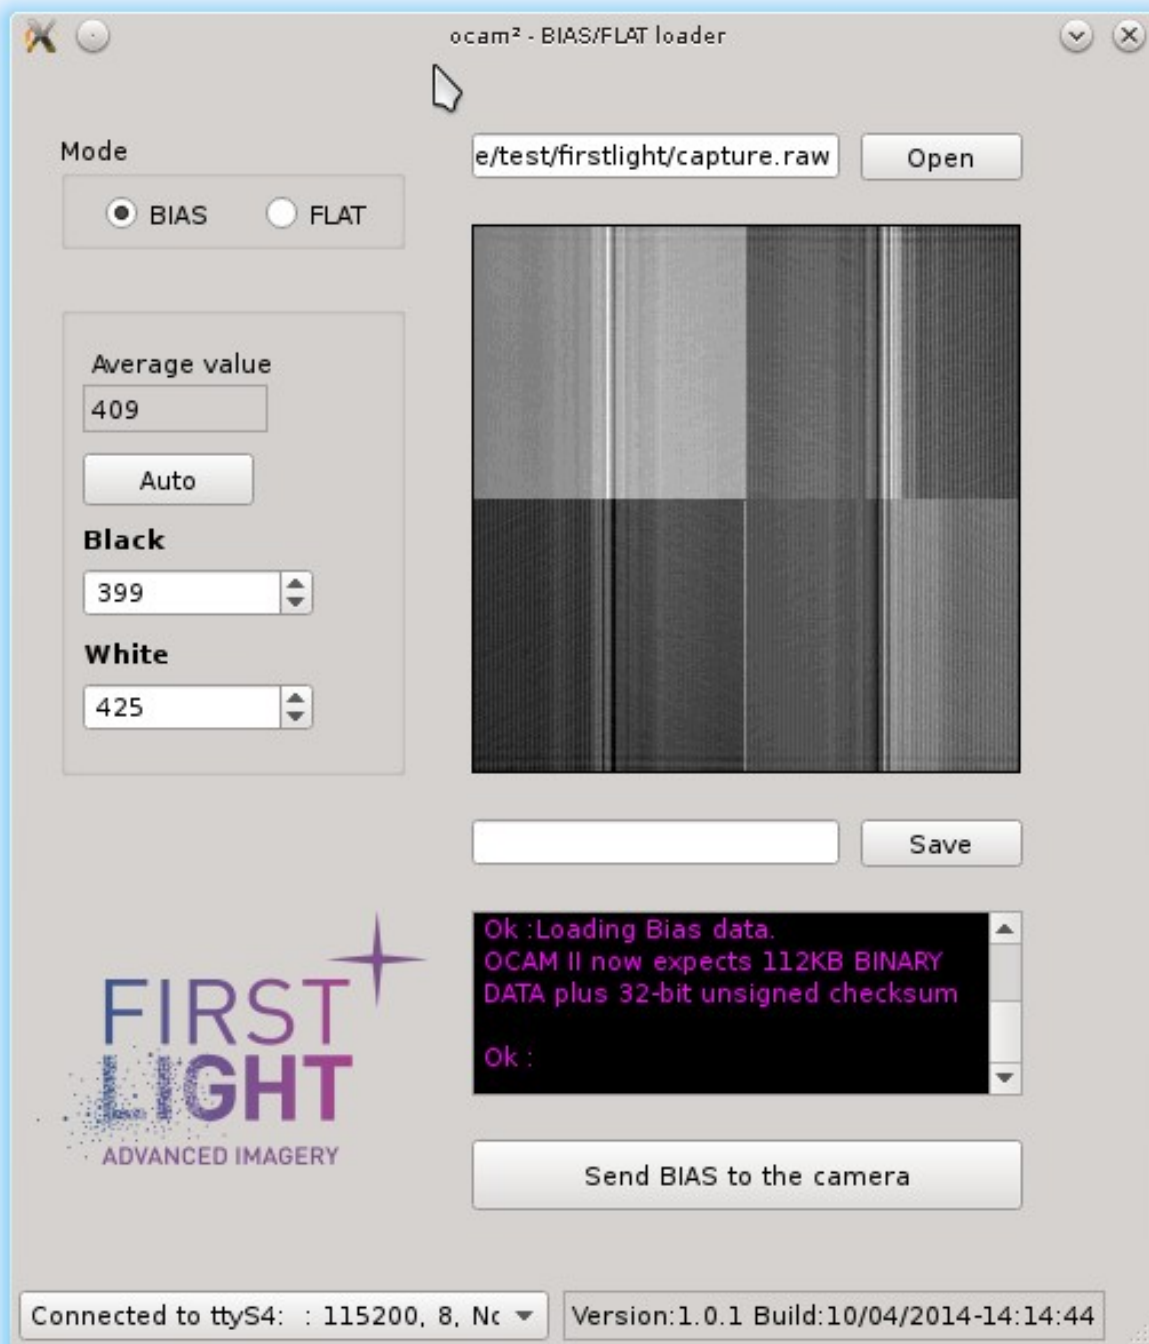 ocam² - BIAS/FLAT loader
Mode
BIAS FLAT
e/test/firstlight/capture.raw Open
Average value
409
Auto
Black
399
White
425
Save
Ok :Loading Bias data.
OCAM II now expects 112KB BINARY
DATA plus 32-bit unsigned checksum
Ok :
FIRST
LIGHT
ADVANCED IMAGERY
Send BIAS to the camera
Connected to ttyS4: : 115200, 8, Nc
Version:1.0.1 Build:10/04/2014-14:14:44